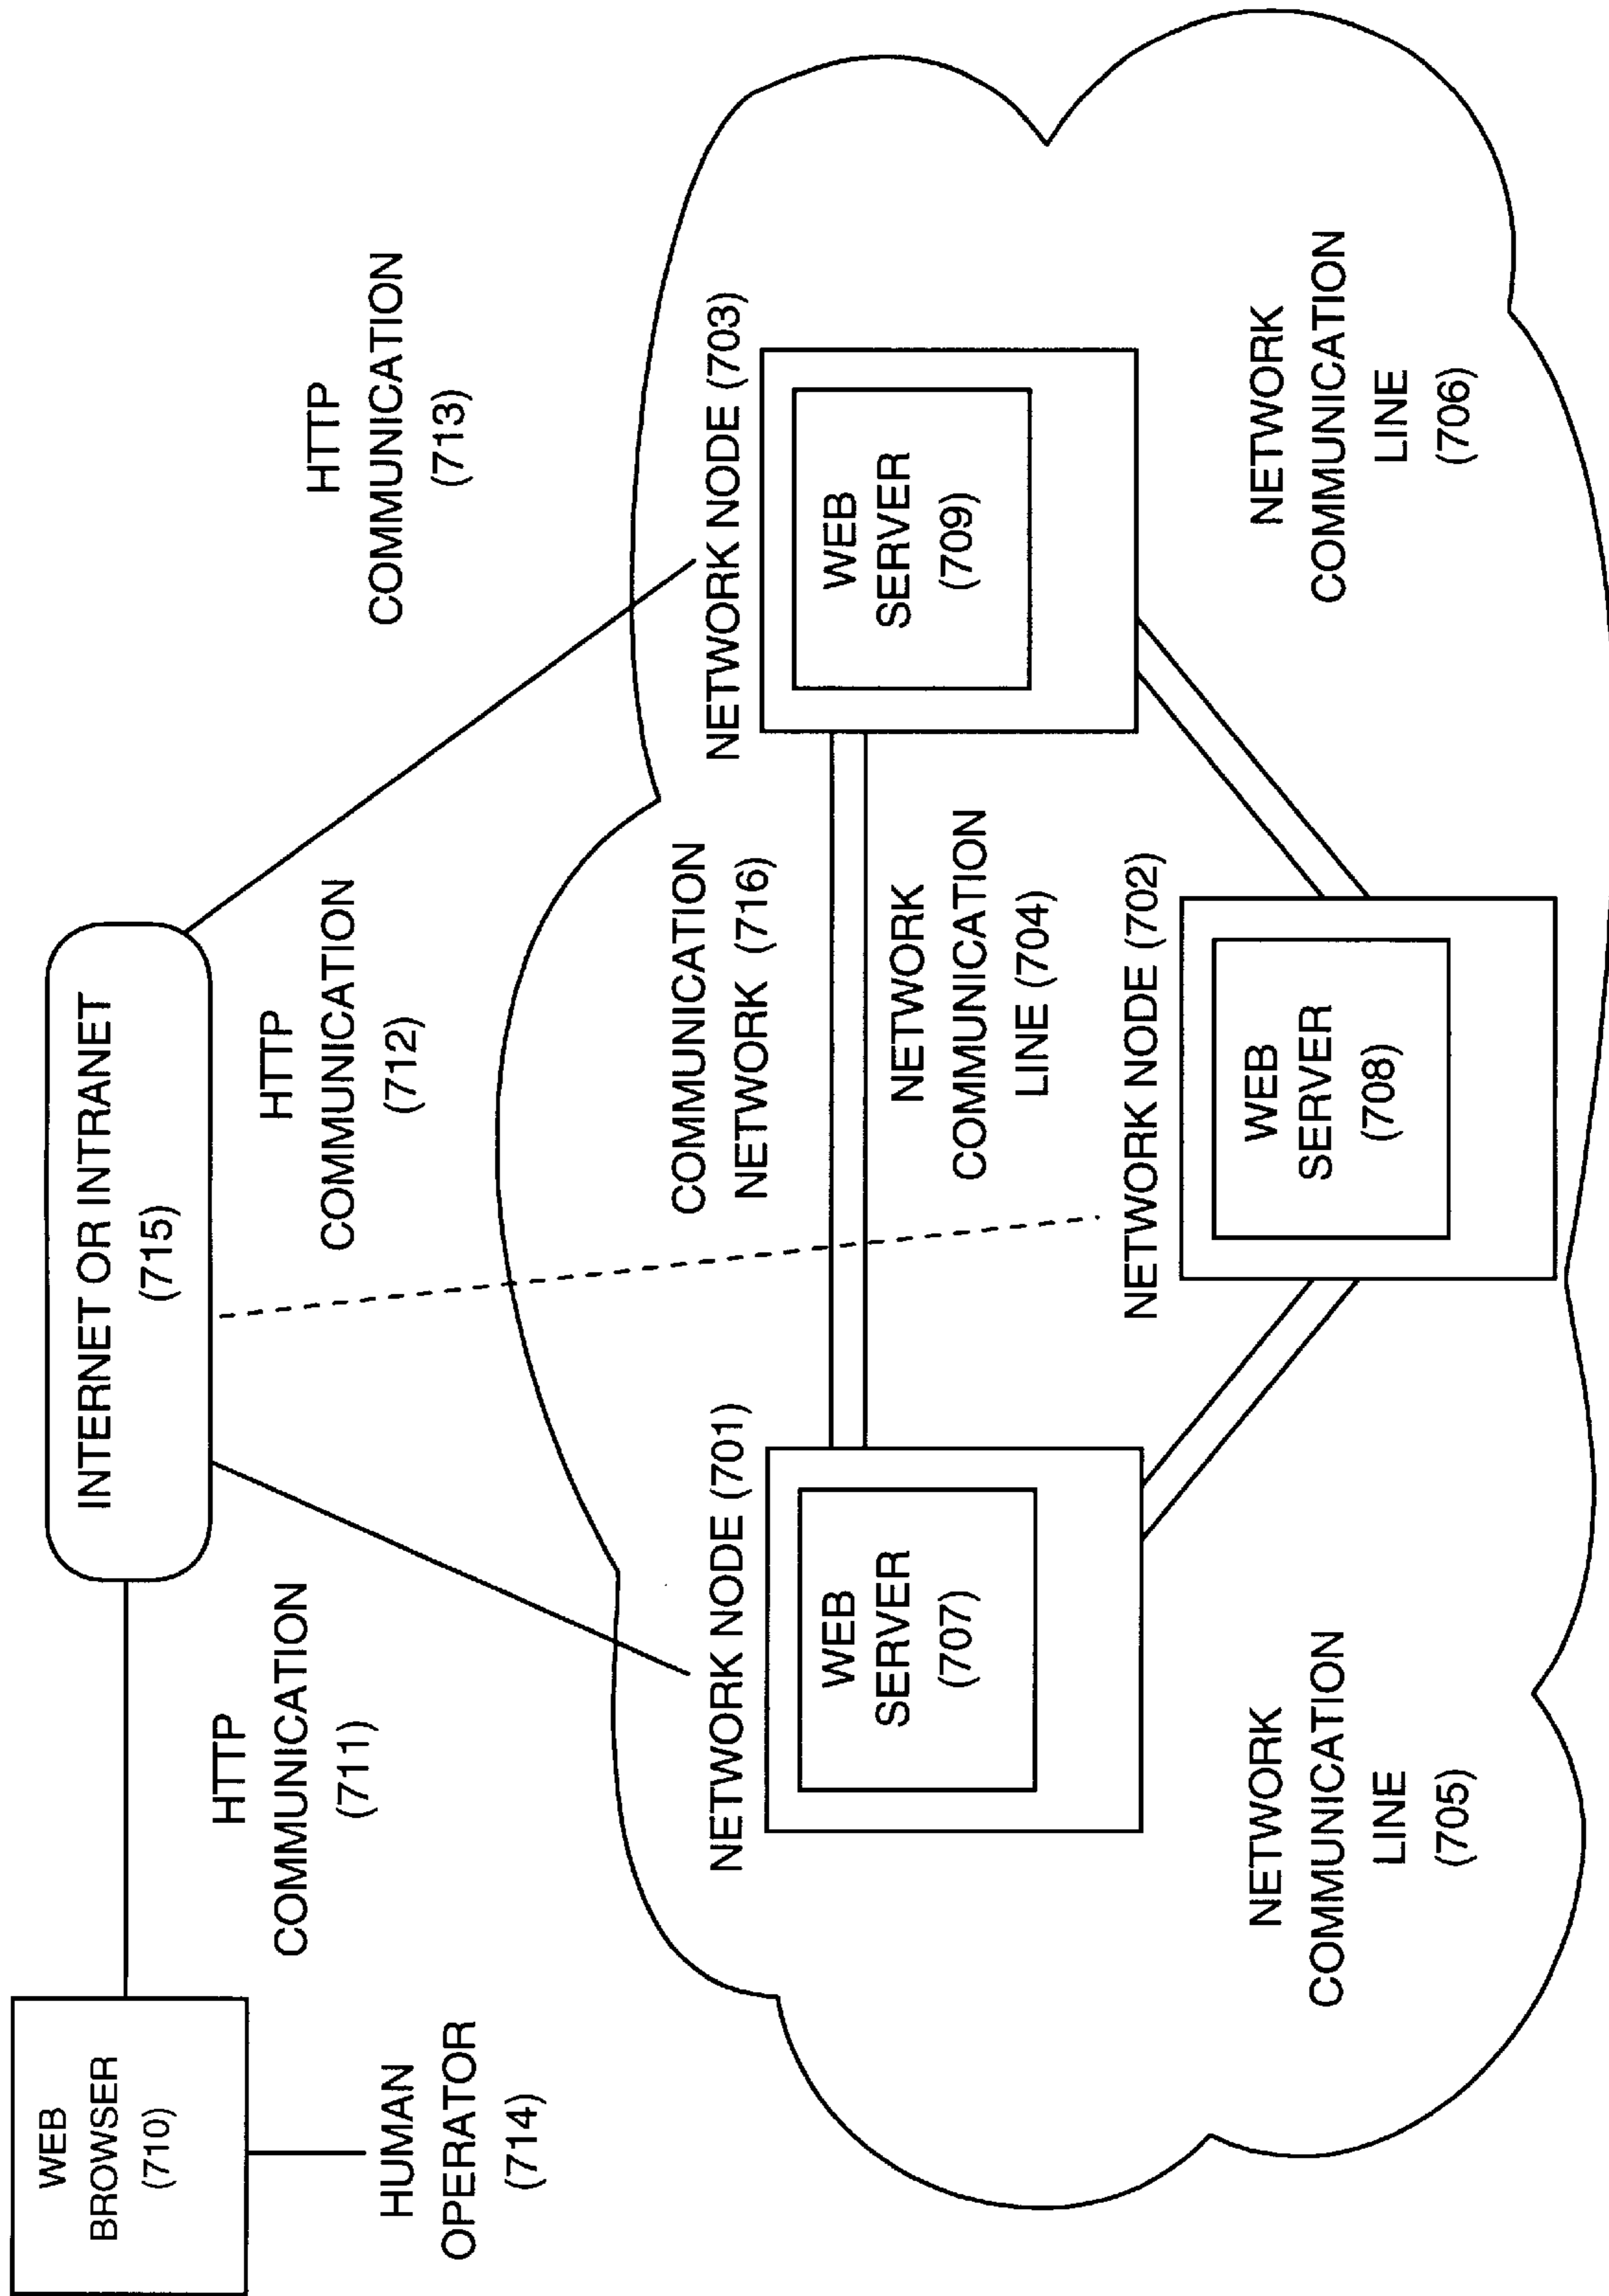 WEB
BROWSER
(710)
HUMAN
OPERATOR
(714)
INTERNET OR INTRANET
(715)
HTTP
COMMUNICATION
(711)
HTTP
COMMUNICATION
(712)
HTTP
COMMUNICATION
(713)
COMMUNICATION
NETWORK (716)
NETWORK NODE (701)
WEB
SERVER
(707)
NETWORK
COMMUNICATION
LINE (704)
NETWORK NODE (703)
WEB
SERVER
(709)
NETWORK NODE (702)
WEB
SERVER
(708)
NETWORK
COMMUNICATION
LINE
(705)
NETWORK
COMMUNICATION
LINE
(706)